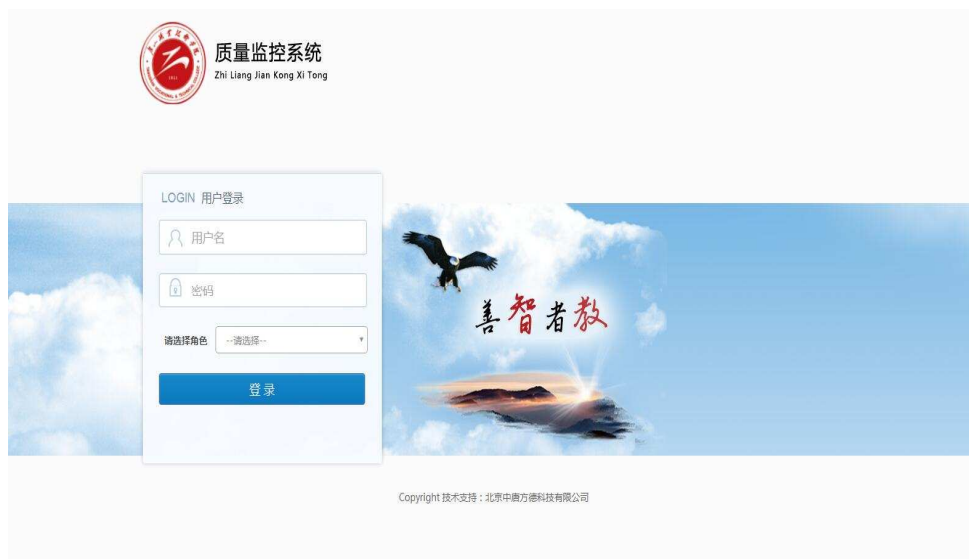 质量监控系统
Zhi Liang Jian Kong Xi Tong
LOGIN 用户登录
用户名
密码
请选择角色 --请选择--
登录
善智者教
Copyright 技术支持：北京中唐方德科技有限公司